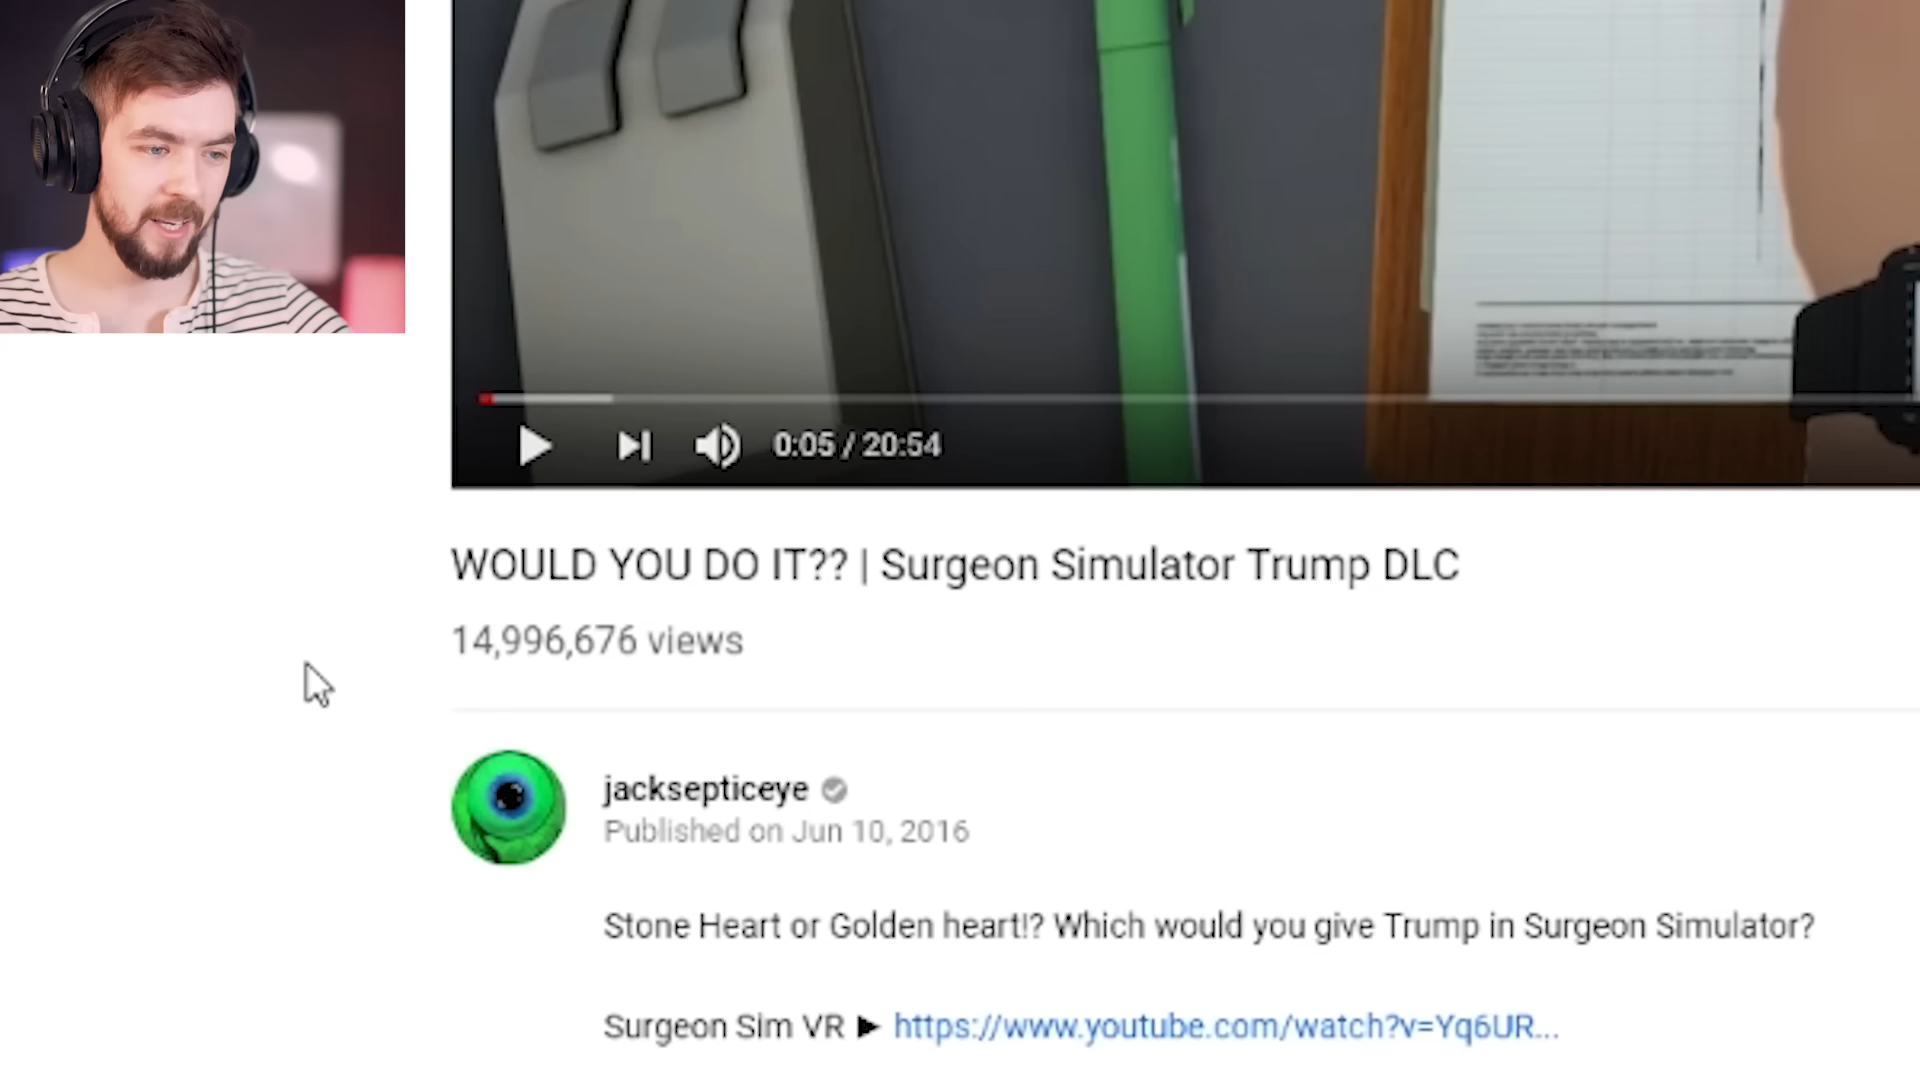 0:05 / 20:54
WOULD YOU DO IT?? | Surgeon Simulator Trump DLC
14,996,676 views
jacksepticeye
Published on Jun 10, 2016
Stone Heart or Golden heart!? Which would you give Trump in Surgeon Simulator?
Surgeon Sim VR ► https://www.youtube.com/watch?v=Yq6UR...